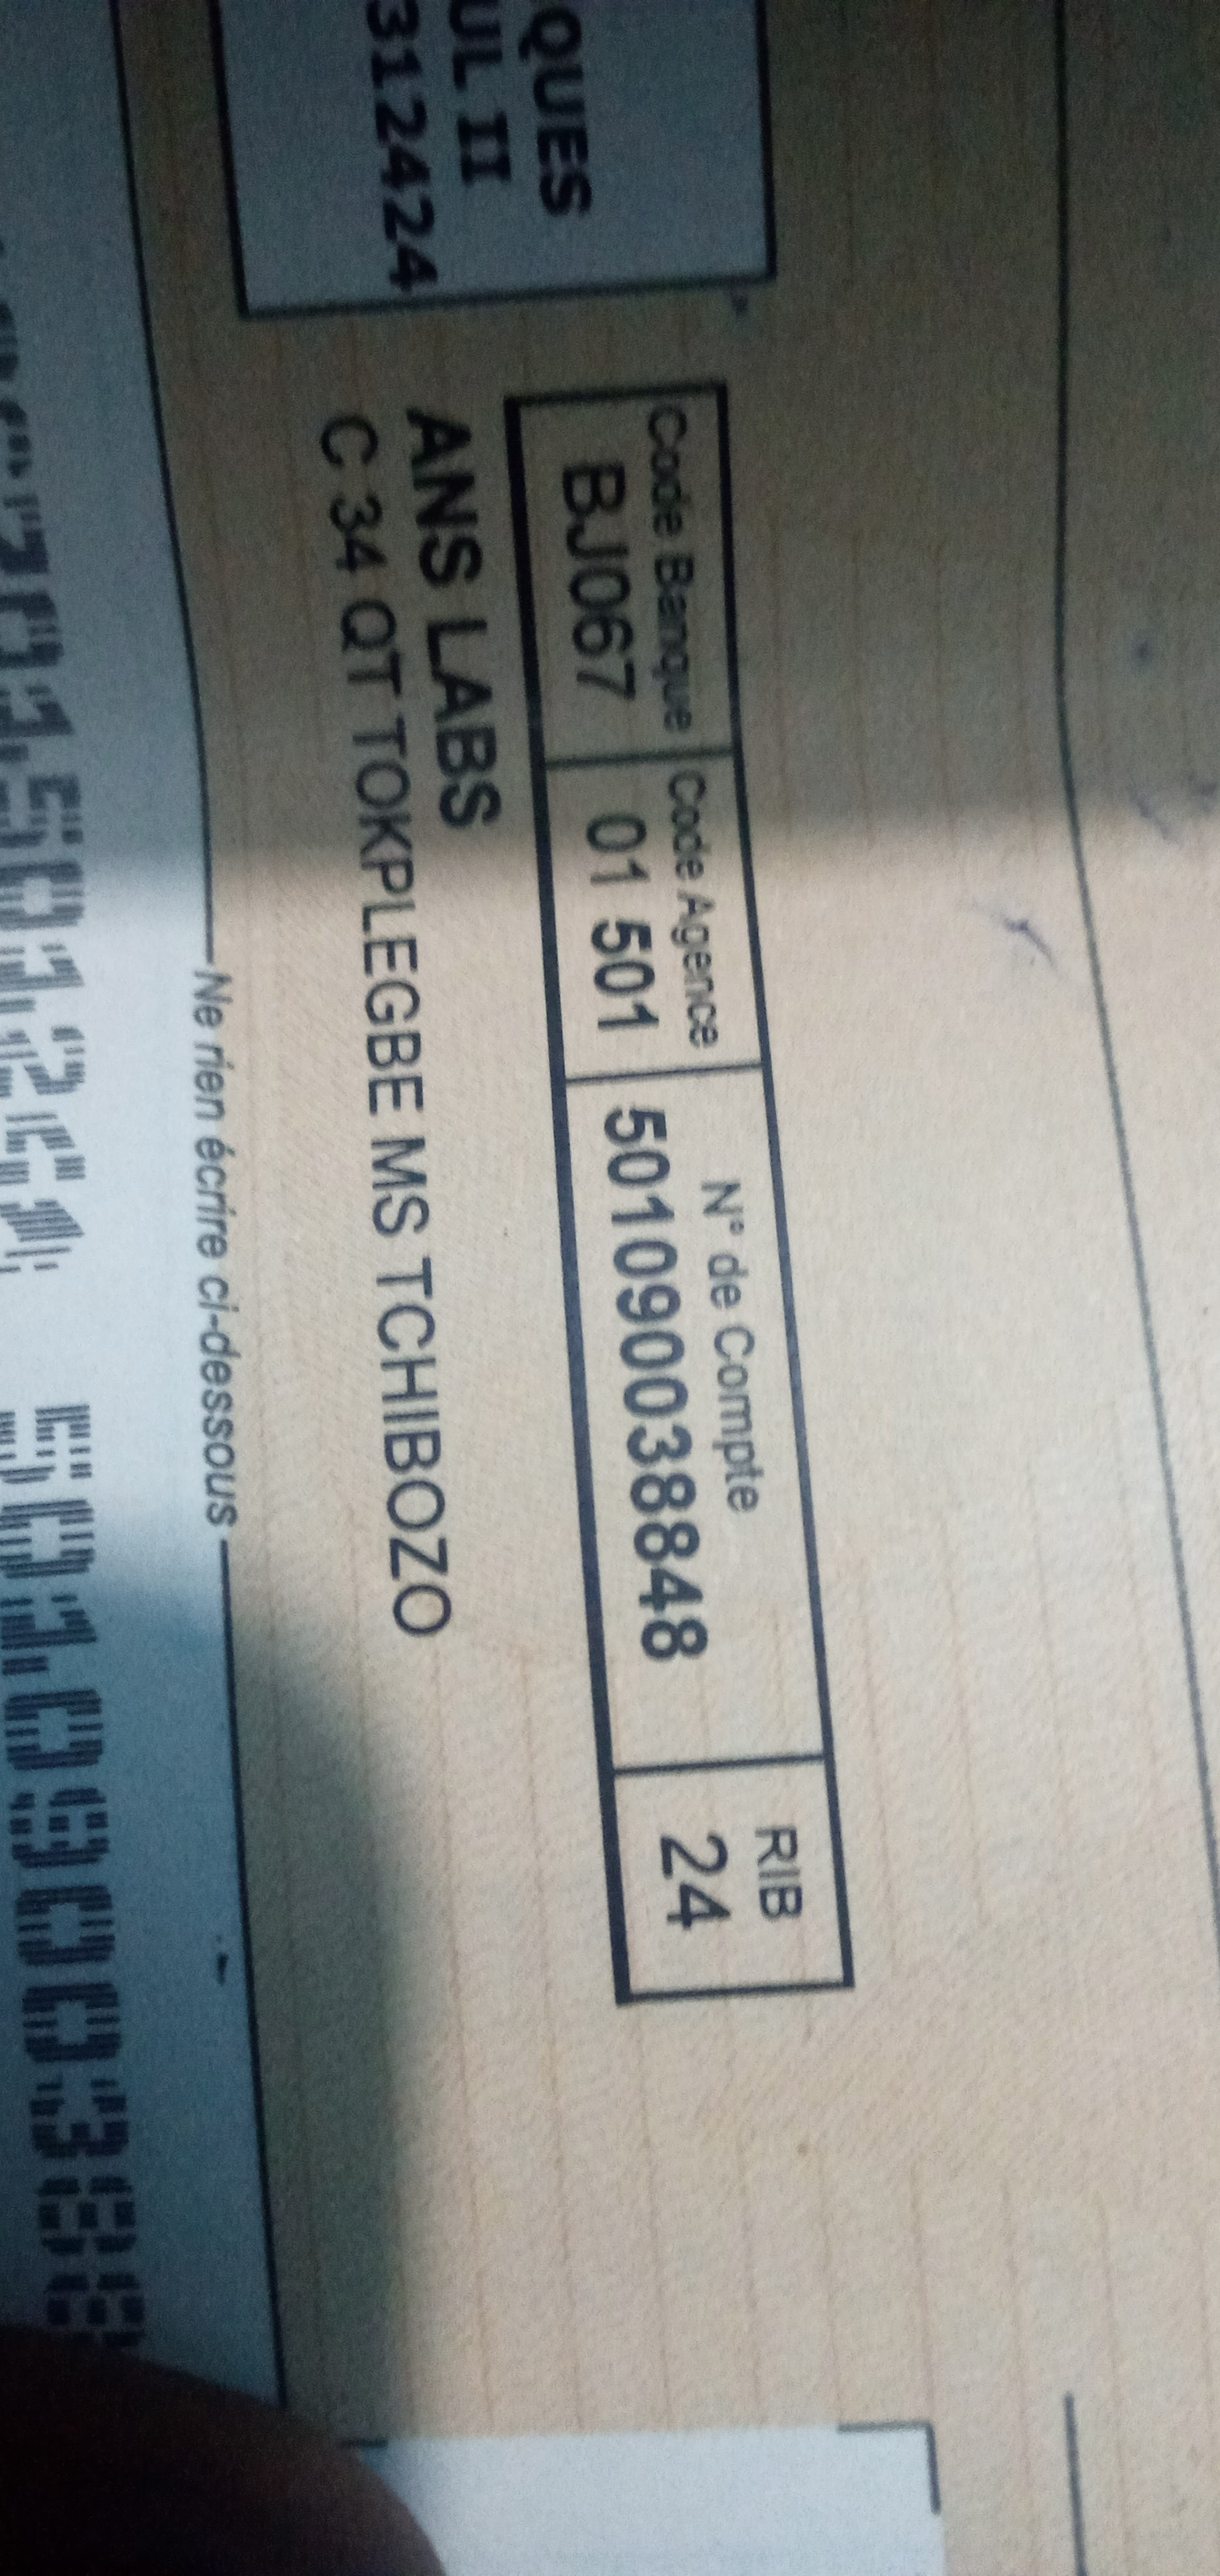 QUES
UL II
312424
Code Banque Code Agence N° de Compte RIB
BJ067 01 501 501090038848 24
ANS LABS
C 34 QT TOKPLEGBE MS TCHIBOZO
Ne rien écrire ci-dessous